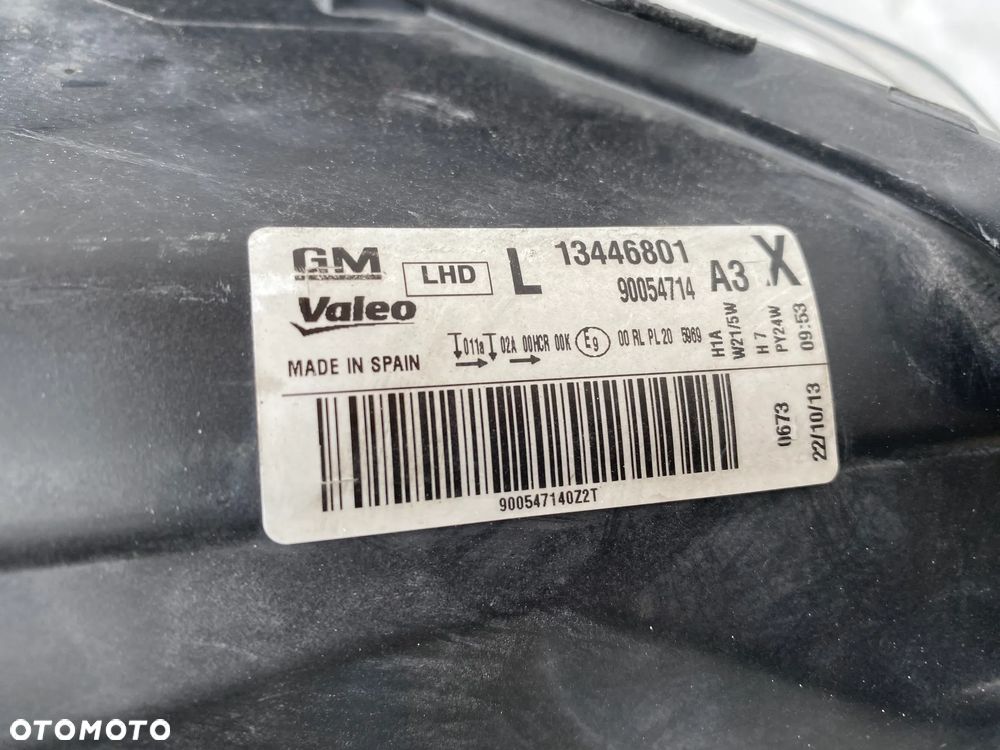 GM LHD L 13446801
Valeo 90054714 A3 X
MADE IN SPAIN 011a 02A 00HCR 00K E9 00 RL PL 20 5969
H1A
W21/5W
H7
PY24W
09:53
0673
22/10/13
900547140Z2T
OTOMOTO